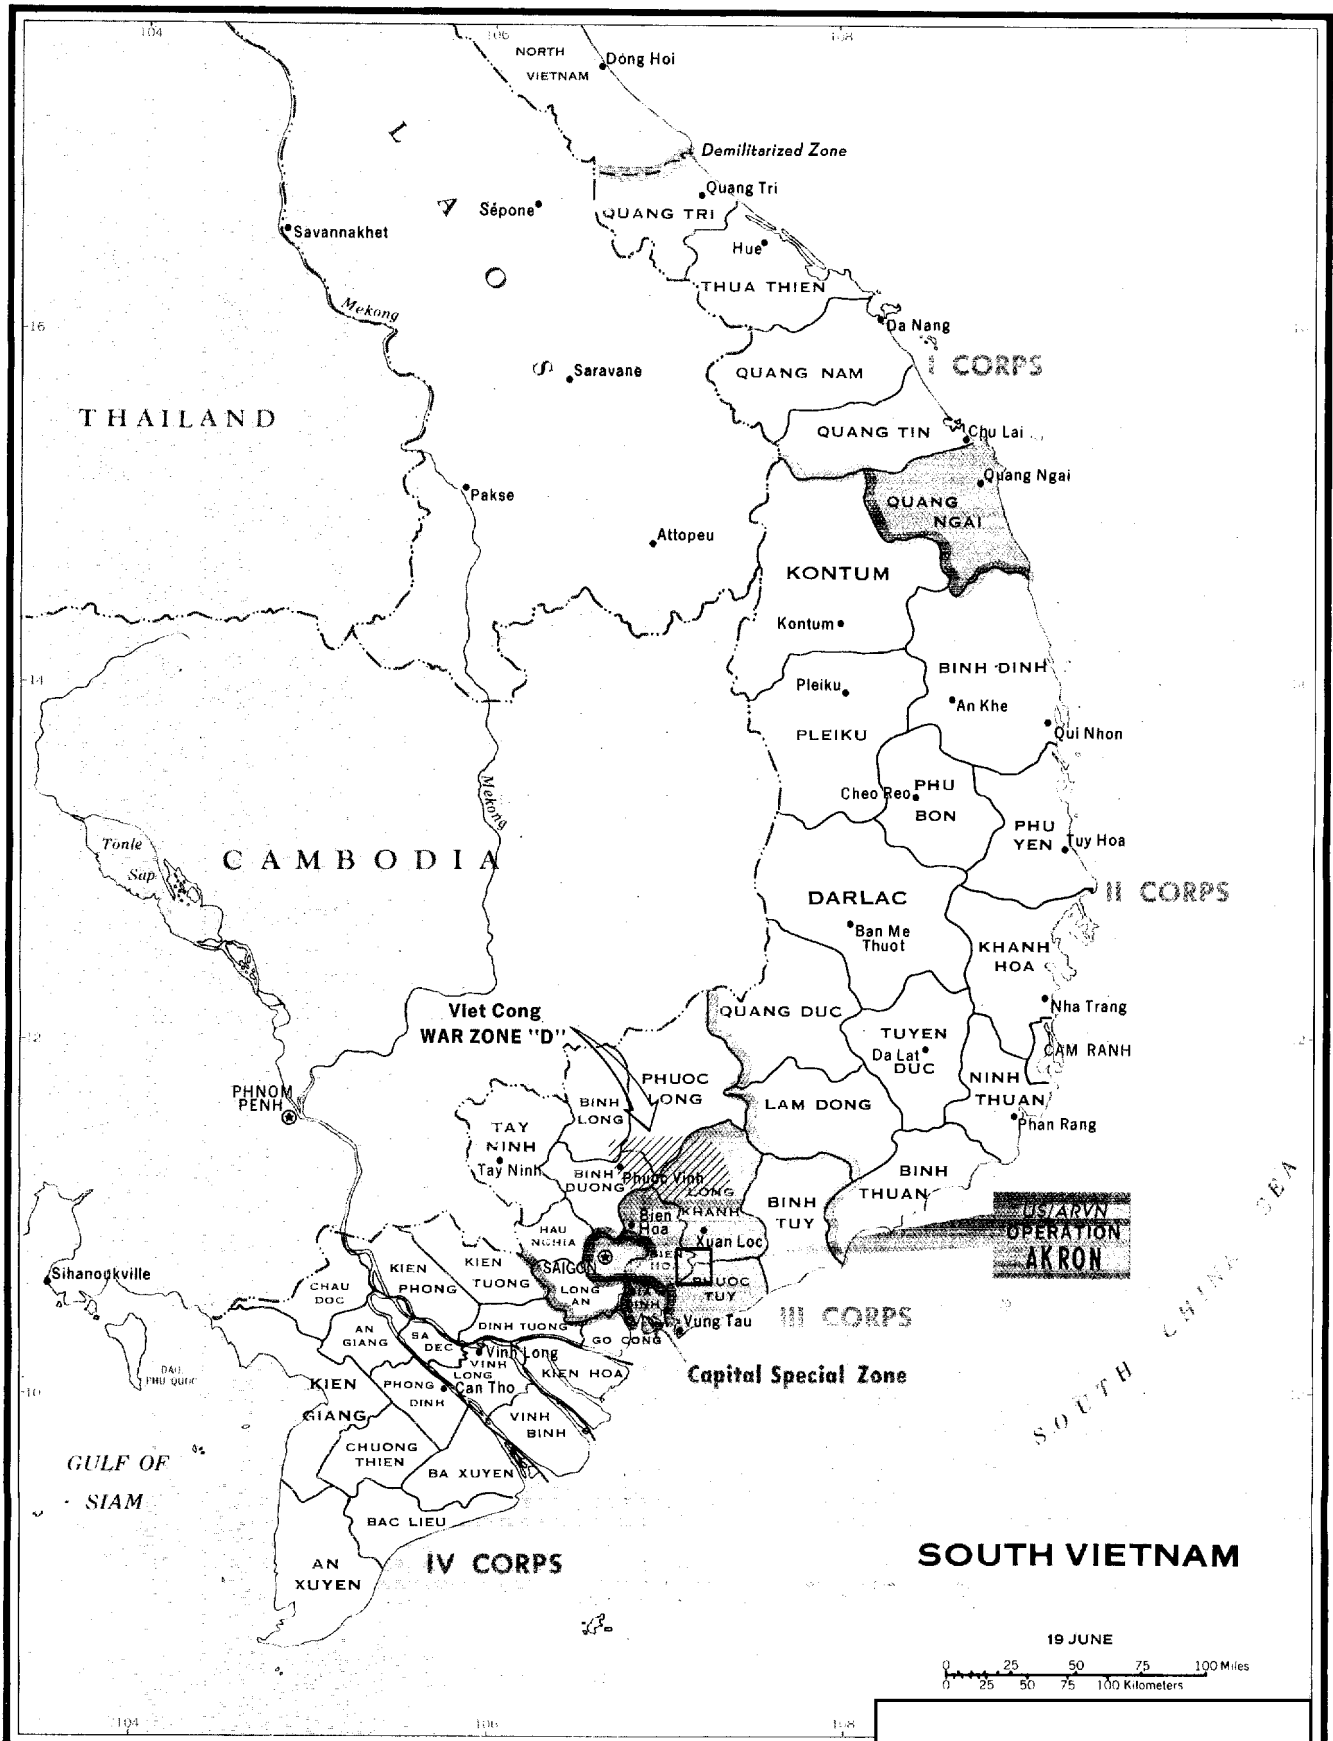 104
106
108
NORTH
VIETNAM
Dong Hoi
L
A
O
S
Demilitarized Zone
Sépone
Quang Tri
QUANG TRI
Savannakhet
Hue
THUA THIEN
Mekong
16
Da Nang
I CORPS
Saravane
QUANG NAM
THAILAND
QUANG TIN
Chu Lai
Pakse
Quang Ngai
QUANG
NGAI
Attopeu
KONTUM
Kontum
14
BINH DINH
Pleiku
An Khe
PLEIKU
Qui Nhon
Mekong
Cheo Reo
PHU
BON
PHU
YEN
Tuy Hoa
Tonle
Sap
CAMBODIA
DARLAC
II CORPS
Ban Me
Thuot
KHANH
HOA
Viet Cong
WAR ZONE "D"
QUANG DUC
Nha Trang
TUYEN
DUC
Da Lat
CAM RANH
12
PHNOM
PENH
PHUOC
LONG
BINH
LONG
LAM DONG
NINH
THUAN
Phan Rang
TAY
NINH
Tay Ninh
BINH
DUONG
Phuoc Vinh
LONG
KHANH
BINH
TUY
BINH
THUAN
US/ARVN
OPERATION
AKRON
HAU
NGHIA
Bien
Hoa
Xuan Loc
SAIGON
BIEN
HOA
Sihanoukville
CHAU
DOC
KIEN
PHONG
KIEN
TUONG
LONG
AN
PHUOC
TUY
III CORPS
AN
GIANG
SA
DEC
DINH TUONG
GO CONG
Vung Tau
Vinh Long
VINH
LONG
KIEN HOA
Capital Special Zone
DAO
PHU QUOC
10
KIEN
GIANG
PHONG
DINH
Can Tho
VINH
BINH
CHUONG
THIEN
BA XUYEN
GULF OF
SIAM
BAC LIEU
AN
XUYEN
IV CORPS
SOUTH CHINA SEA
SOUTH VIETNAM
19 JUNE
0 25 50 75 100 Miles
0 25 50 75 100 Kilometers
104
106
108